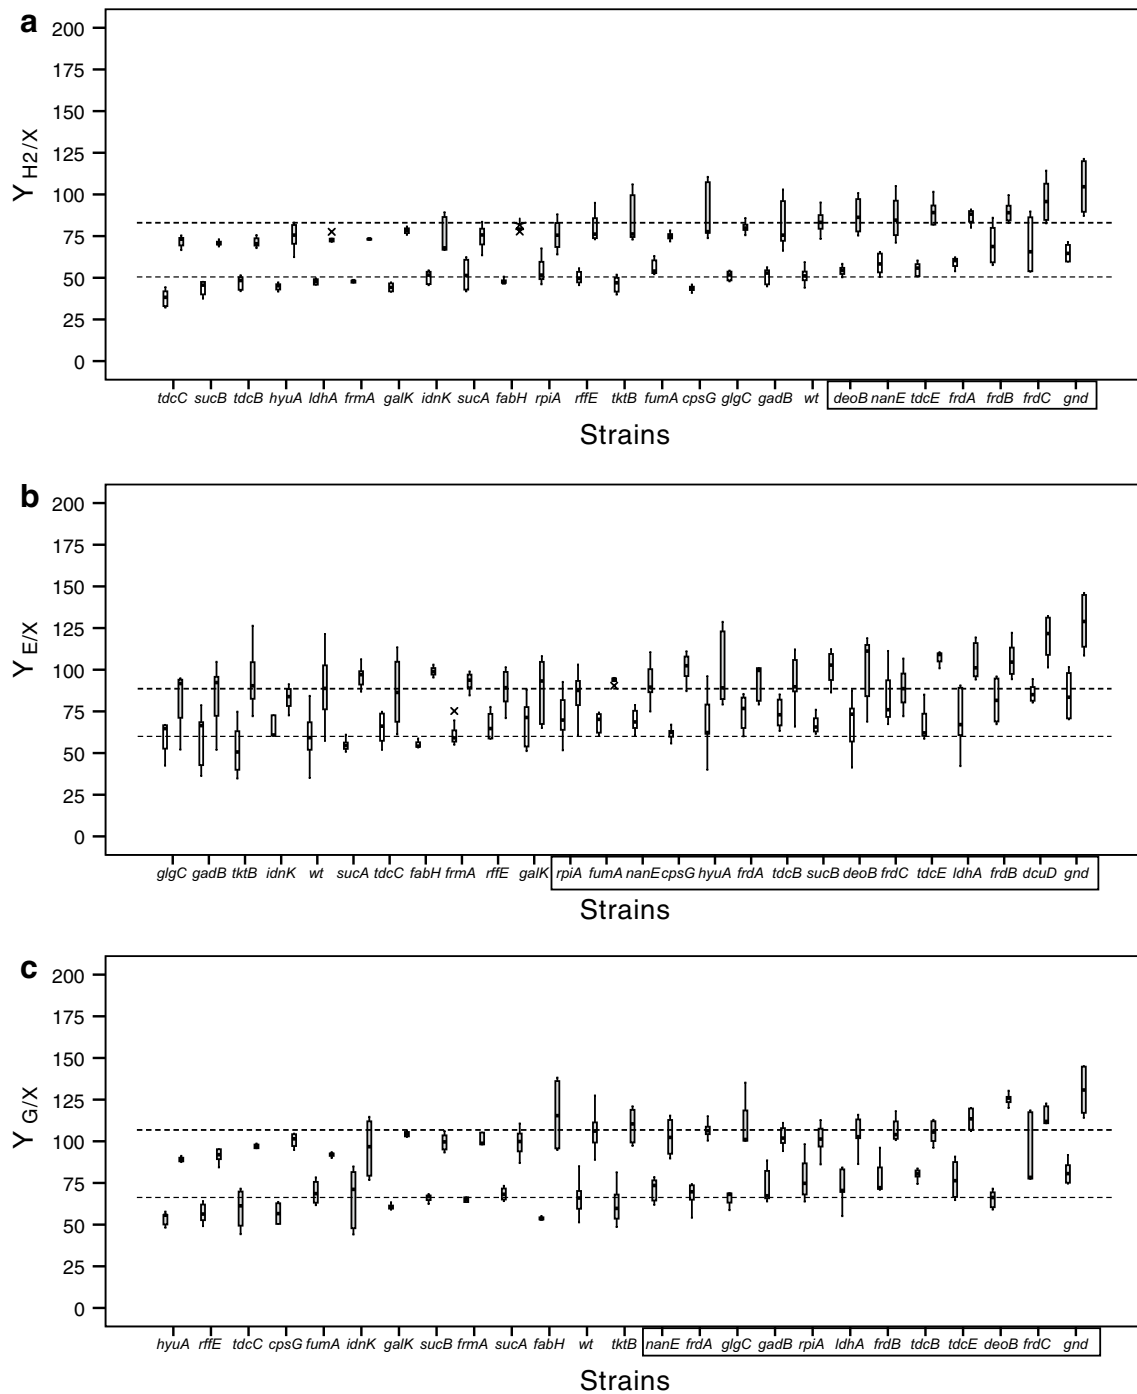 a
Y H2/X
200
175
150
125
100
75
50
25
0
tdcC sucB tdcB hyuA ldhA frmA galK idnK sucA fabH rpiA rffE tktB fumA cpsG glgC gadB wt deoB nanE tdcE frdA frdB frdC gnd
Strains
b
Y E/X
200
175
150
125
100
75
50
25
0
glgC gadB tktB idnK wt sucA tdcC fabH frmA rffE galK rpiA fumA nanE cpsG hyuA frdA tdcB sucB deoB frdC tdcE ldhA frdB dcuD gnd
Strains
c
Y G/X
200
175
150
125
100
75
50
25
0
hyuA rffE tdcC cpsG fumA idnK galK sucB frmA sucA fabH wt tktB nanE frdA glgC gadB rpiA ldhA frdB tdcB tdcE deoB frdC gnd
Strains